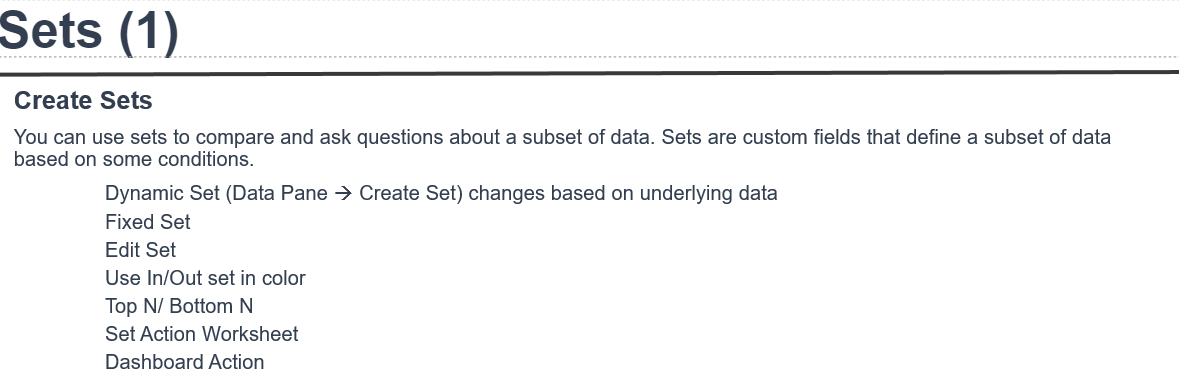 Sets (1)
Create Sets
You can use sets to compare and ask questions about a subset of data. Sets are custom fields that define a subset of data
based on some conditions.
Dynamic Set (Data Pane → Create Set) changes based on underlying data
Fixed Set
Edit Set
Use In/Out set in color
Top N/ Bottom N
Set Action Worksheet
Dashboard Action